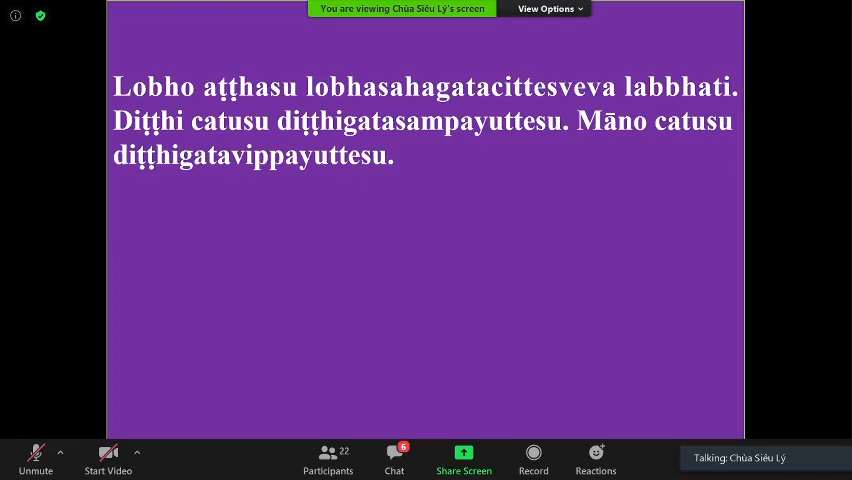 You are viewing Chùa Siêu Lý's screen
View Options
Lobho aṭṭhasu lobhasahagatacittesveva labbhati.
Diṭṭhi catusu diṭṭhigatasampayuttesu. Māno catusu
diṭṭhigatavippayuttesu.
Unmute
Start Video
22
Participants
6
Chat
Share Screen
Record
Reactions
Talking: Chùa Siêu Lý